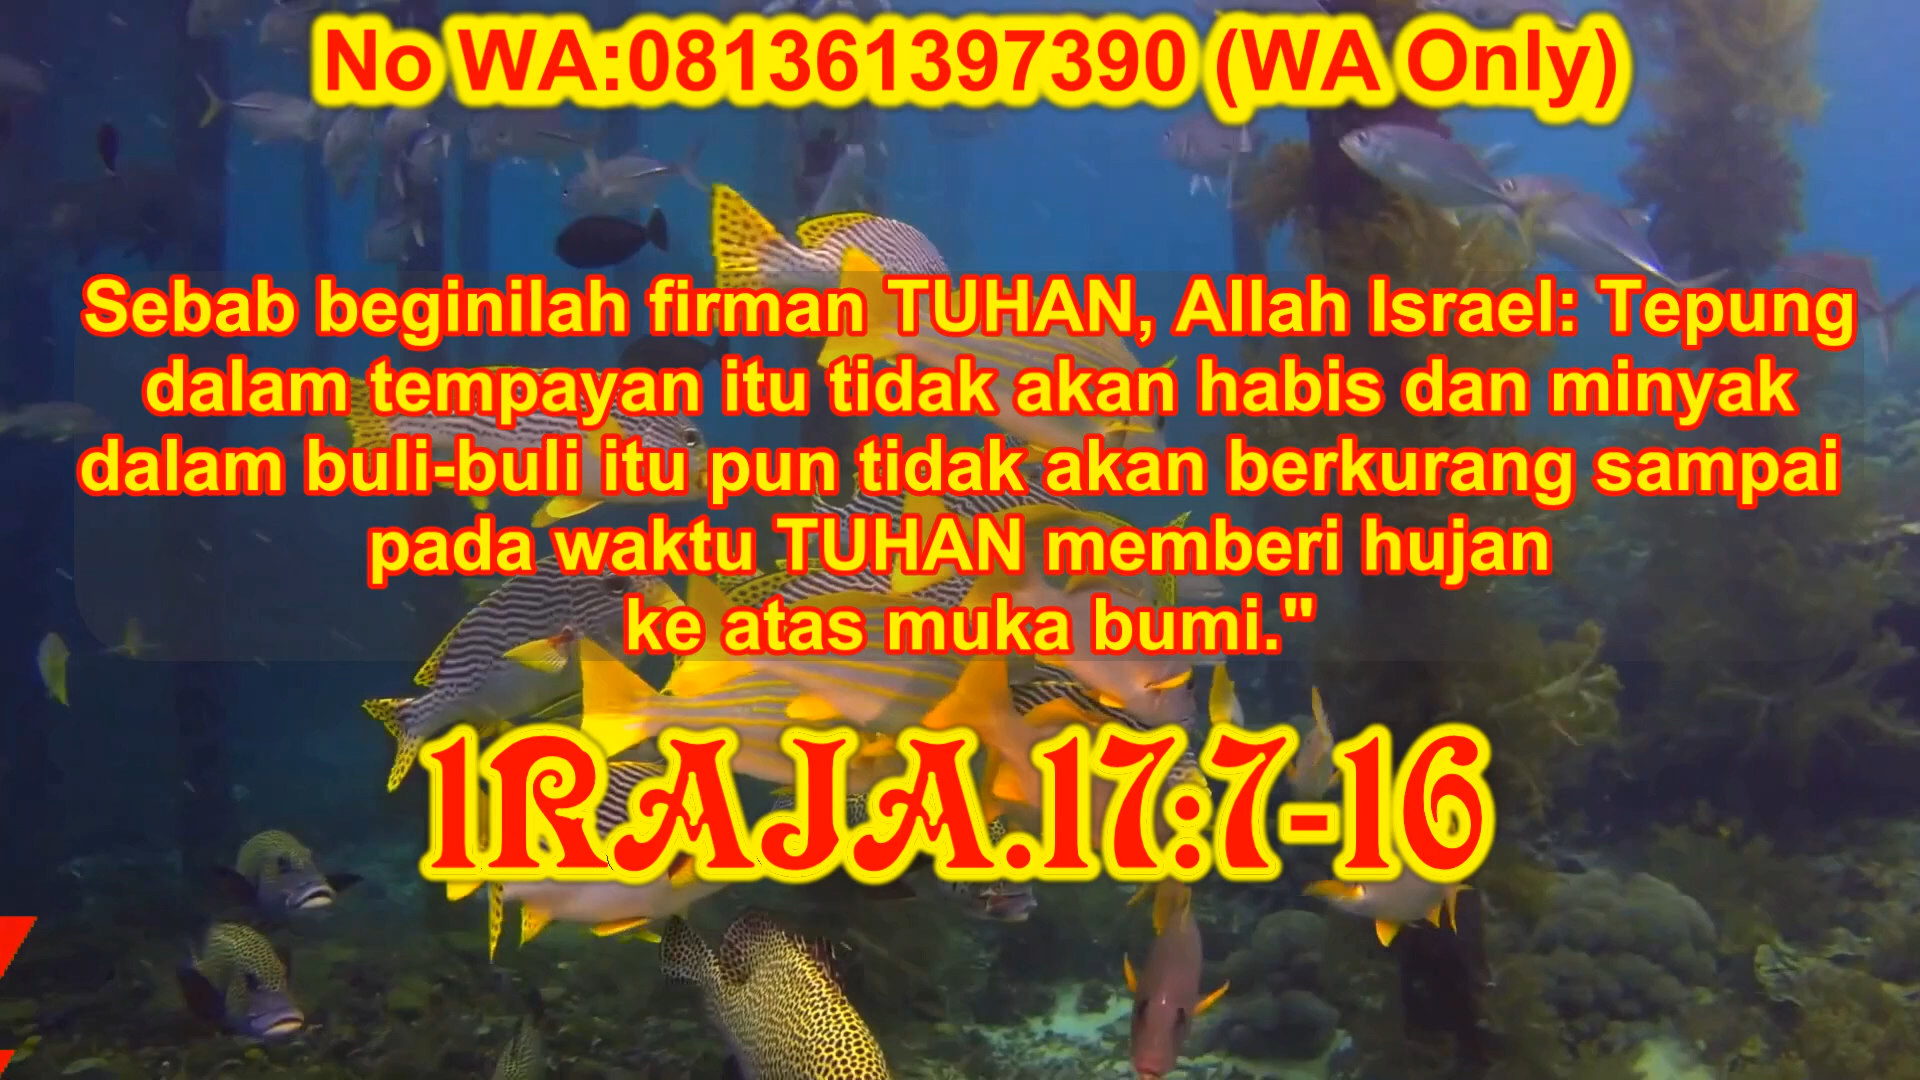 No WA:081361397390 (WA Only)
Sebab beginilah firman TUHAN, Allah Israel: Tepung
dalam tempayan itu tidak akan habis dan minyak
dalam buli-buli itu pun tidak akan berkurang sampai
pada waktu TUHAN memberi hujan
ke atas muka bumi."
1RAJA.17:7-16